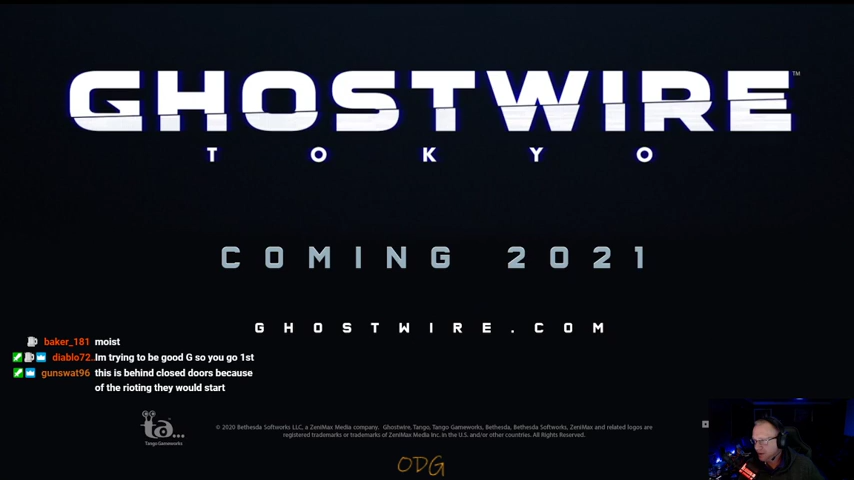 GHOSTWIRE™
TOKYO
COMING 2021
GHOSTWIRE.COM
baker_181 moist
diablo72.. Im trying to be good G so you go 1st
gunswat96 this is behind closed doors because
of the rioting they would start
Tango Gameworks
© 2020 Bethesda Softworks LLC, a ZeniMax Media company. Ghostwire, Tango, Tango Gameworks, Bethesda, Bethesda Softworks, ZeniMax and related logos are
registered trademarks or trademarks of ZeniMax Media Inc. in the U.S. and/or other countries. All Rights Reserved.
ODG